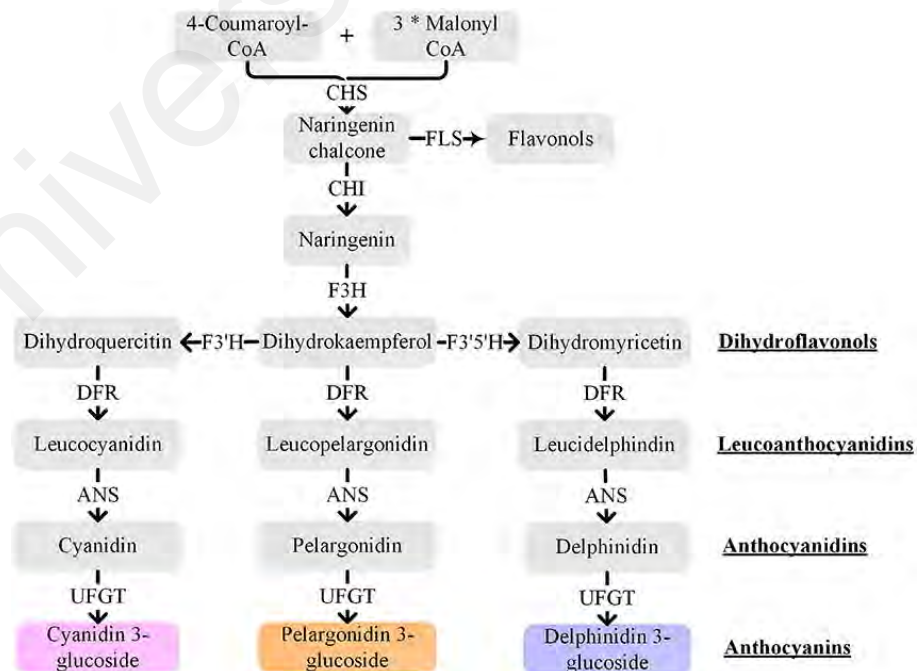 4-Coumaroyl-
CoA
+
3 * Malonyl
CoA
CHS
Naringenin
chalcone
FLS
Flavonols
CHI
Naringenin
F3H
Dihydroquercitin
F3'H
Dihydrokaempferol
F3'5'H
Dihydromyricetin
Dihydroflavonols
DFR
DFR
DFR
Leucocyanidin
Leucopelargonidin
Leucidelphindin
Leucoanthocyanidins
ANS
ANS
ANS
Cyanidin
Pelargonidin
Delphinidin
Anthocyanidins
UFGT
UFGT
UFGT
Cyanidin 3-
glucoside
Pelargonidin 3-
glucoside
Delphinidin 3-
glucoside
Anthocyanins